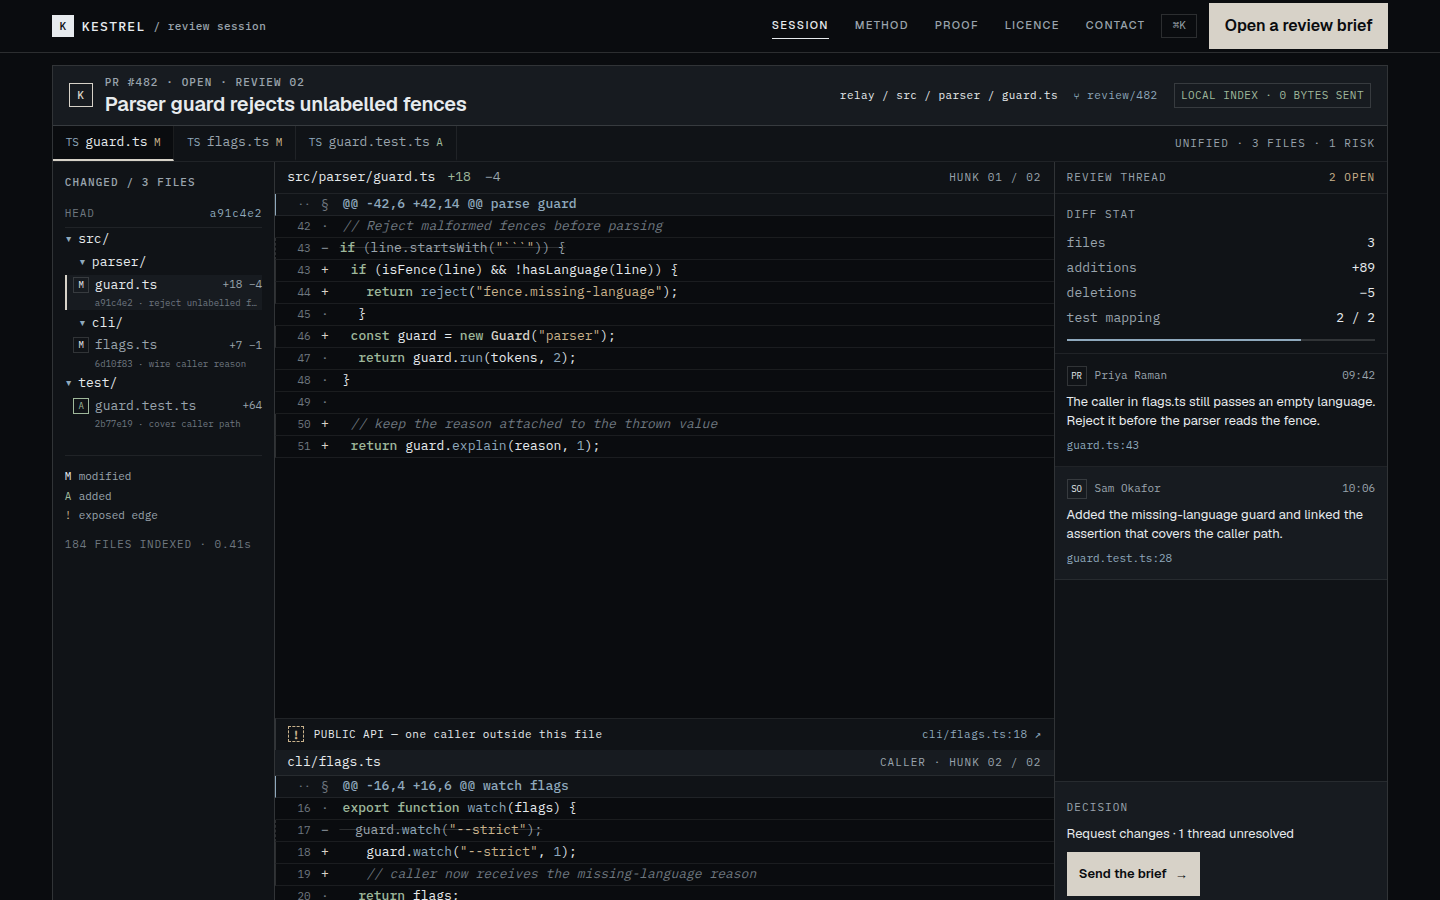 K KESTREL / review session
SESSION METHOD PROOF LICENCE CONTACT ⌘K Open a review brief
K PR #482 · OPEN · REVIEW 02
Parser guard rejects unlabelled fences
relay / src / parser / guard.ts ⑂ review/482 LOCAL INDEX · 0 BYTES SENT
TS guard.ts M TS flags.ts M TS guard.test.ts A
UNIFIED · 3 FILES · 1 RISK
CHANGED / 3 FILES
HEAD a91c4e2
▾ src/
▾ parser/
M guard.ts +18 −4
a91c4e2 · reject unlabelled f…
▾ cli/
M flags.ts +7 −1
6d10f83 · wire caller reason
▾ test/
A guard.test.ts +64
2b77e19 · cover caller path
M modified
A added
! exposed edge
184 FILES INDEXED · 0.41s
src/parser/guard.ts +18 −4 HUNK 01 / 02
·· § @@ -42,6 +42,14 @@ parse guard
42 · // Reject malformed fences before parsing
43 − if (line.startsWith("```")) {
43 + if (isFence(line) && !hasLanguage(line)) {
44 + return reject("fence.missing-language");
45 · }
46 + const guard = new Guard("parser");
47 · return guard.run(tokens, 2);
48 · }
49 ·
50 + // keep the reason attached to the thrown value
51 + return guard.explain(reason, 1);
! PUBLIC API — one caller outside this file cli/flags.ts:18 ↗
cli/flags.ts CALLER · HUNK 02 / 02
·· § @@ -16,4 +16,6 @@ watch flags
16 · export function watch(flags) {
17 − guard.watch("--strict");
18 + guard.watch("--strict", 1);
19 + // caller now receives the missing-language reason
20 · return flags;
REVIEW THREAD 2 OPEN
DIFF STAT
files 3
additions +89
deletions −5
test mapping 2 / 2
PR Priya Raman 09:42
The caller in flags.ts still passes an empty language.
Reject it before the parser reads the fence.
guard.ts:43
SO Sam Okafor 10:06
Added the missing-language guard and linked the
assertion that covers the caller path.
guard.test.ts:28
DECISION
Request changes · 1 thread unresolved
Send the brief →